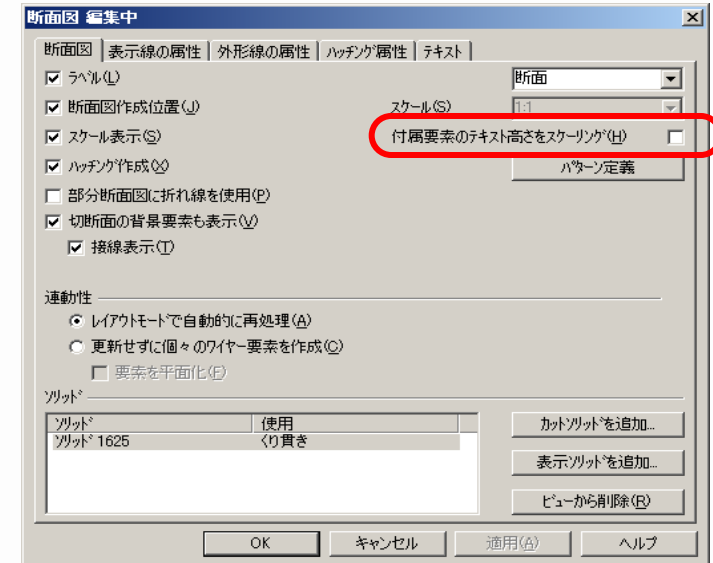 断面図 編集中
断面図 表示線の属性 外形線の属性 ハッチング属性 テキスト
ラベル(L) 断面
断面図作成位置(J) スケール(S) 1:1
スケール表示(S) 付属要素のテキスト高さをスケーリング(H)
ハッチング作成(X) パターン定義
部分断面図に折れ線を使用(P)
切断面の背景要素も表示(V)
接線表示(T)
連動性
レイアウトモードで自動的に再処理(A)
更新せずに個々のワイヤー要素を作成(C)
要素を平面化(F)
ソリッド
ソリッド 使用
ソリッド 1625 くり貫き
カットソリッドを追加...
表示ソリッドを追加...
ビューから削除(R)
OK キャンセル 適用(A) ヘルプ